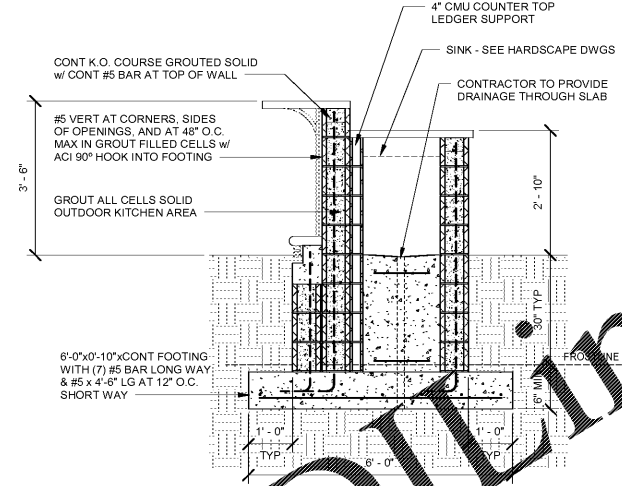 4" CMU COUNTER TOP
LEDGER SUPPORT
SINK - SEE HARDSCAPE DWGS
CONT K.O. COURSE GROUTED SOLID
w/ CONT #5 BAR AT TOP OF WALL
CONTRACTOR TO PROVIDE
DRAINAGE THROUGH SLAB
#5 VERT AT CORNERS, SIDES
OF OPENINGS, AND AT 48" O.C.
MAX IN GROUT FILLED CELLS w/
ACI 90º HOOK INTO FOOTING
3' - 6"
2' - 10"
GROUT ALL CELLS SOLID
OUTDOOR KITCHEN AREA
30" TYP
6'-0"x0'-10"xCONT FOOTING
WITH (7) #5 BAR LONG WAY
& #5 x 4'-6" LG AT 12" O.C.
SHORT WAY
6"
1' - 0"
TYP
1' - 0"
TYP
6' - 0"